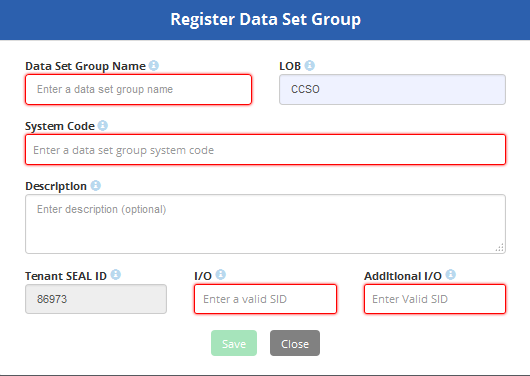 Register Data Set Group
Data Set Group Name
LOB
Enter a data set group name
CCSO
System Code
Enter a data set group system code
Description
Enter description (optional)
Tenant SEAL ID
I/O
Additional I/O
86973
Enter a valid SID
Enter Valid SID
Save
Close